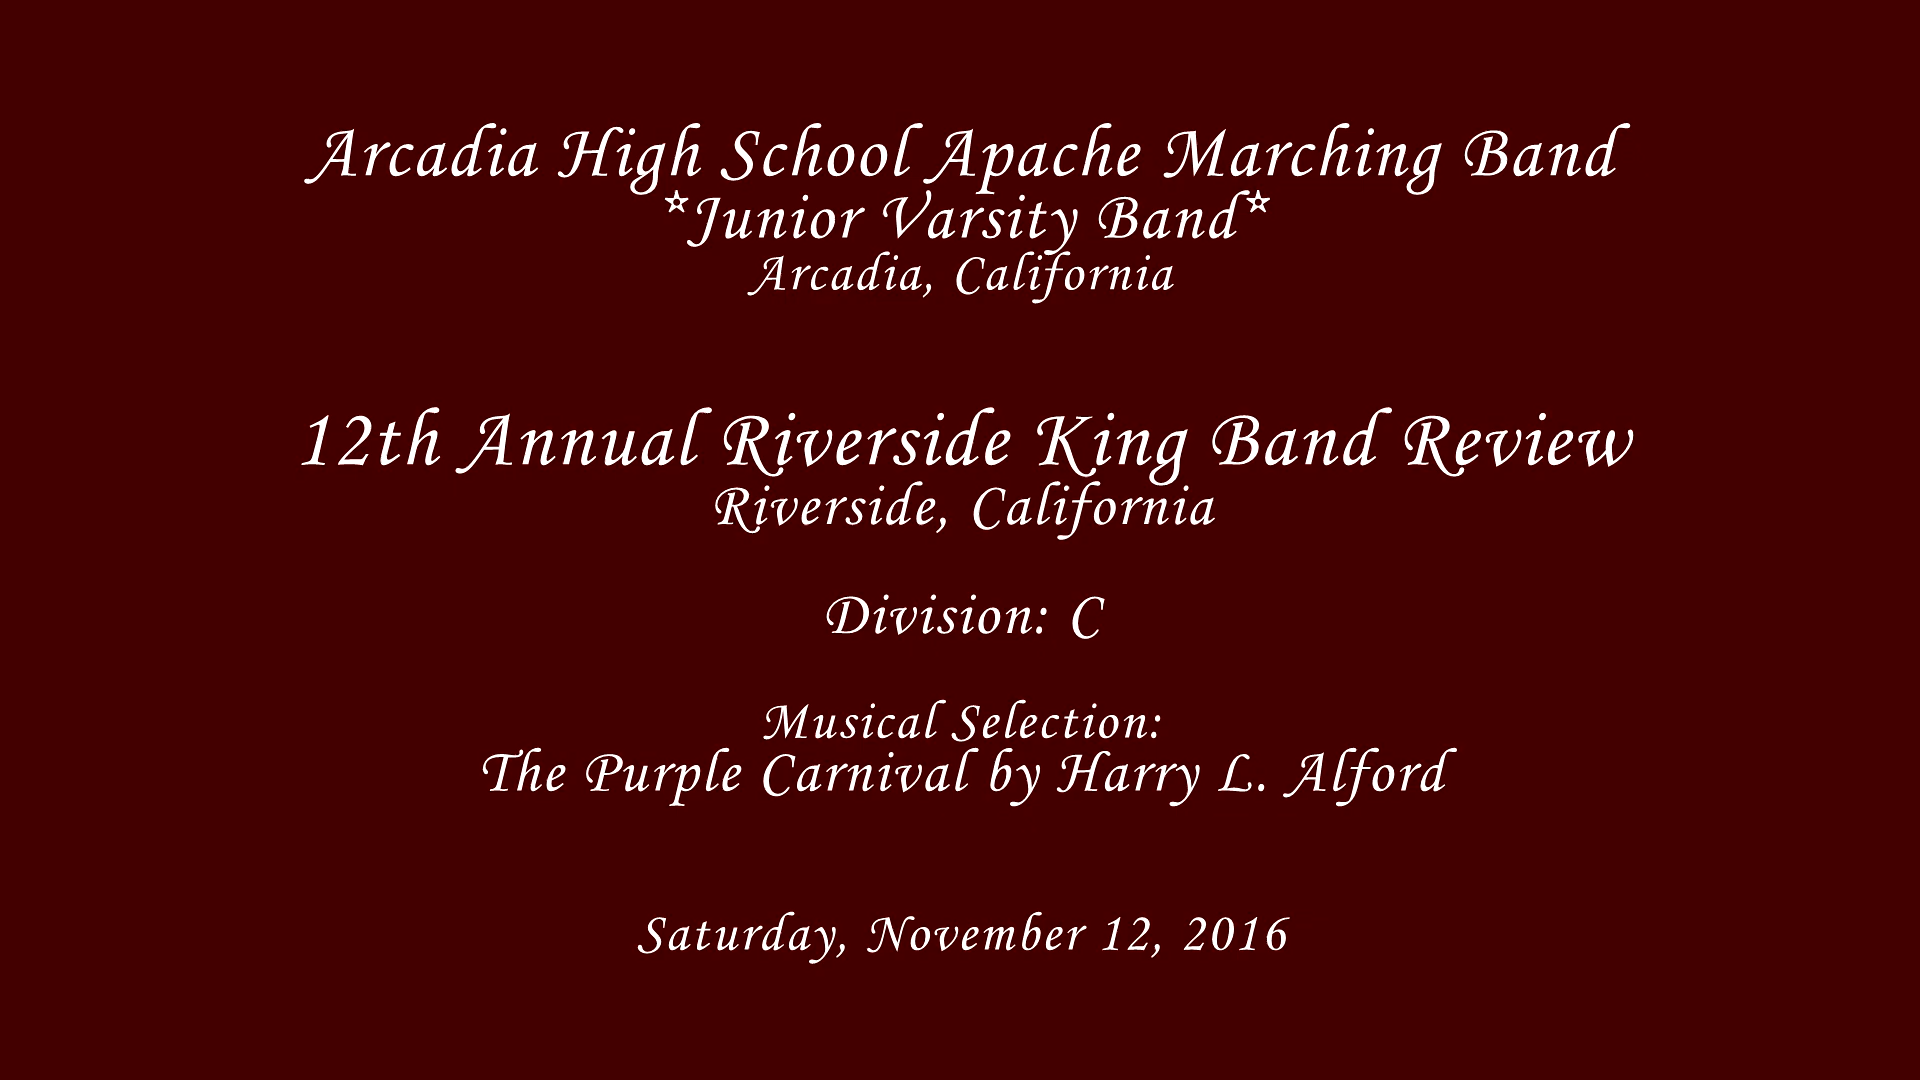 Arcadia High School Apache Marching Band
*Junior Varsity Band*
Arcadia, California
12th Annual Riverside King Band Review
Riverside, California
Division: C
Musical Selection:
The Purple Carnival by Harry L. Alford
Saturday, November 12, 2016